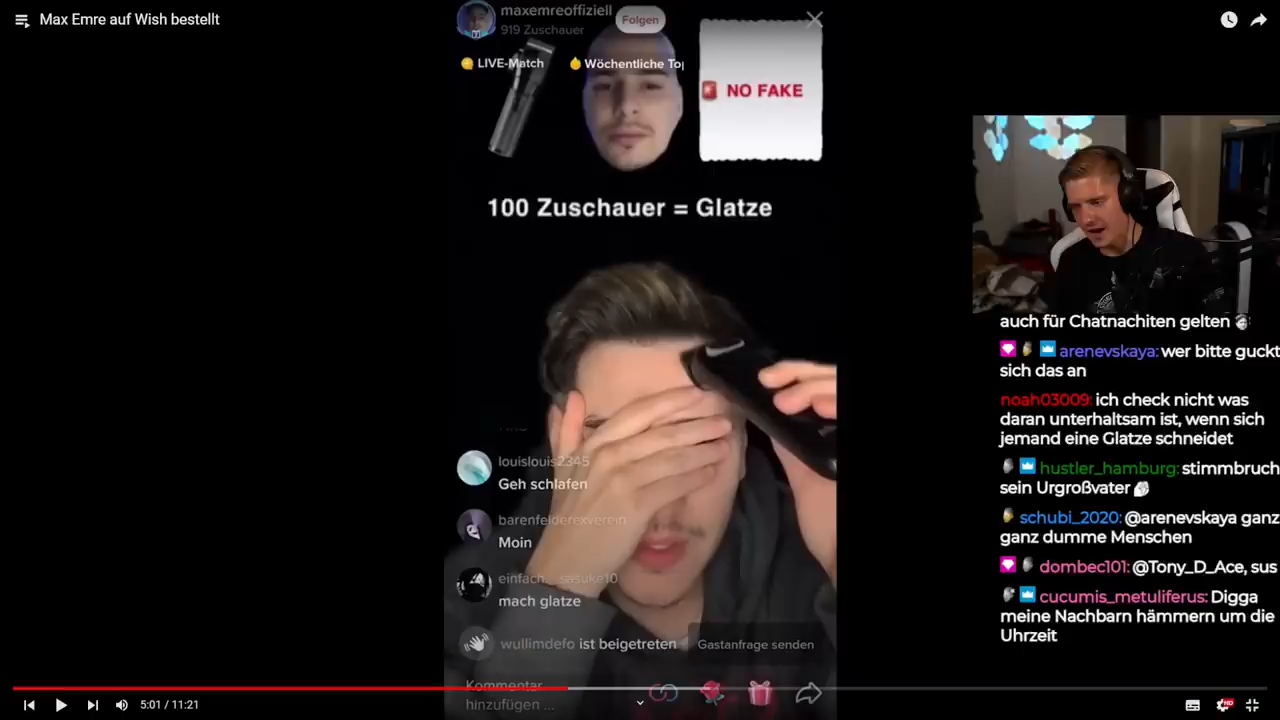 Max Emre auf Wish bestellt
maxemreoffiziell
Folgen
919 Zuschauer
LIVE-Match
Wöchentliche Top
NO FAKE
100 Zuschauer = Glatze
louislouis2345
Geh schlafen
barenfelderexverein
Moin
einfach__sasuke10
mach glatze
wullimdefo ist beigetreten
Gastanfrage senden
Kommentar
hinzufügen ...
auch für Chatnachiten gelten
arenevskaya: wer bitte guckt
sich das an
noah03009: ich check nicht was
daran unterhaltsam ist, wenn sich
jemand eine Glatze schneidet
hustler_hamburg: stimmbruch
sein Urgroßvater
schubi_2020: @arenevskaya ganz
ganz dumme Menschen
dombec101: @Tony_D_Ace, sus
cucumis_metuliferus: Digga
meine Nachbarn hämmern um die
Uhrzeit
5:01 / 11:21
HD